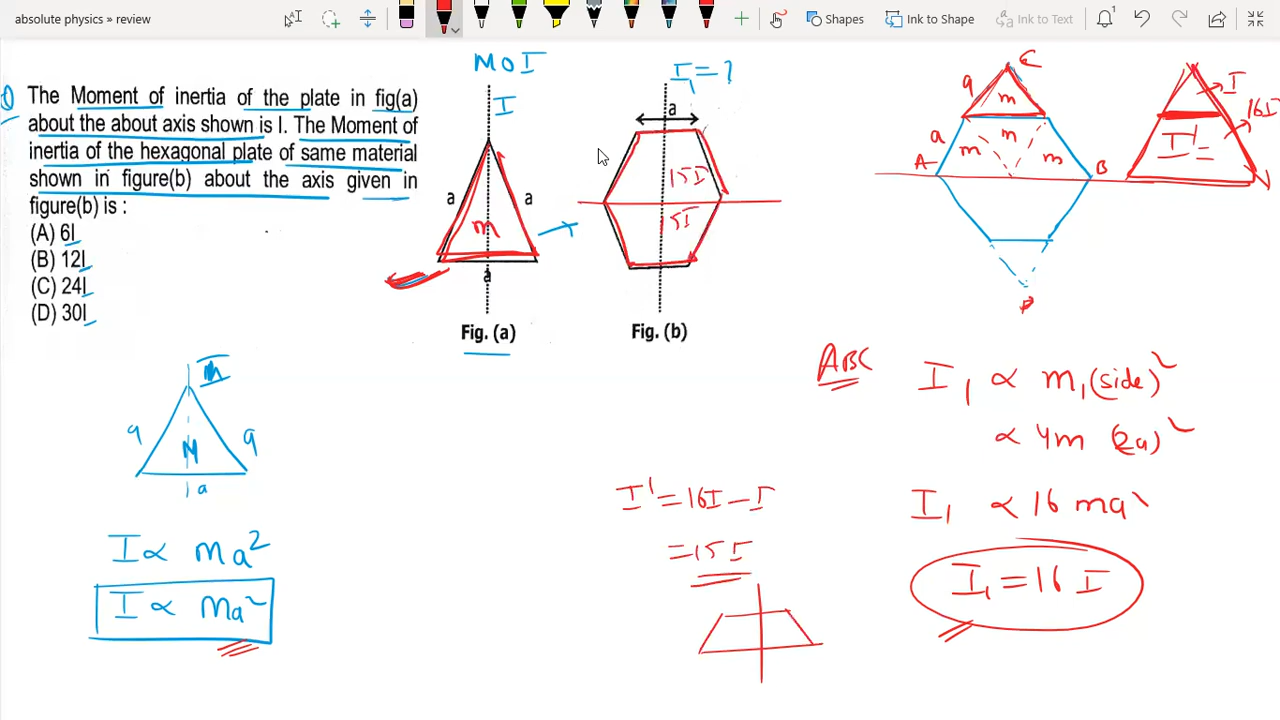 absolute physics » review
Shapes
Ink to Shape
Ink to Text
The Moment of inertia of the plate in fig(a)
about the about axis shown is I. The Moment of
inertia of the hexagonal plate of same material
shown in figure(b) about the axis given in
figure(b) is :
(A) 6I
(B) 12I
(C) 24I
(D) 30I
MOI
I
a
a
m
a
Fig. (a)
I₁ = ?
a
15I
15I
Fig. (b)
C
a
m
a
m
m
m
A
B
I
16I
I' =
m
a
a
M
a
I ∝ ma²
I ∝ Ma²
I' = 16I – I
= 15I
ABC
I₁ ∝ m₁(side)²
∝ 4m (2a)²
I₁ ∝ 16 ma²
I₁ = 16 I